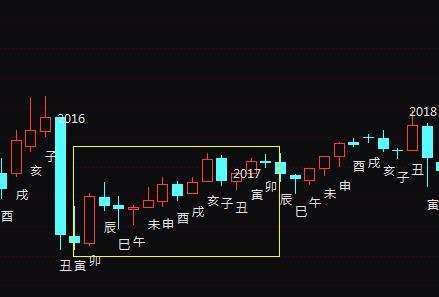 2016
2017
2018
酉
戌
亥
子
丑
寅
卯
辰
巳
午
未
申
酉
戌
亥
子
丑
寅
卯
辰
巳
午
未
申
酉
戌
亥
子
丑
寅